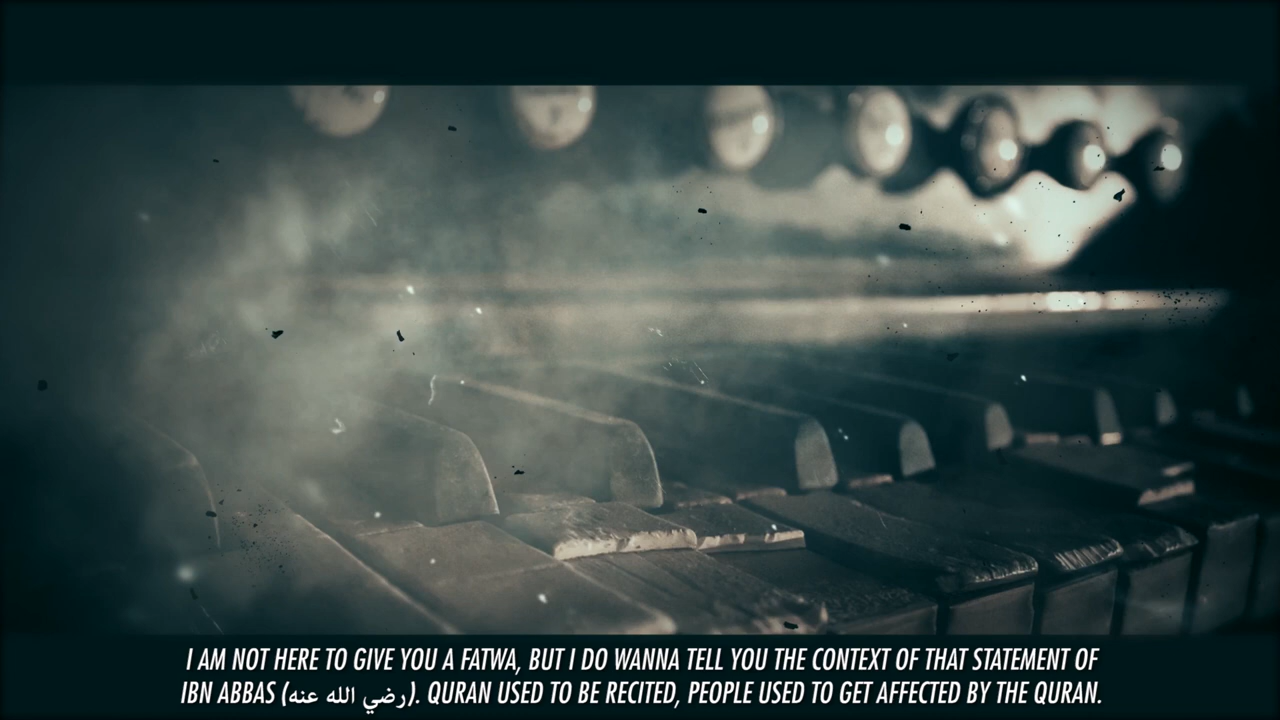 I AM NOT HERE TO GIVE YOU A FATWA, BUT I DO WANNA TELL YOU THE CONTEXT OF THAT STATEMENT OF
IBN ABBAS (رضي الله عنه). QURAN USED TO BE RECITED, PEOPLE USED TO GET AFFECTED BY THE QURAN.